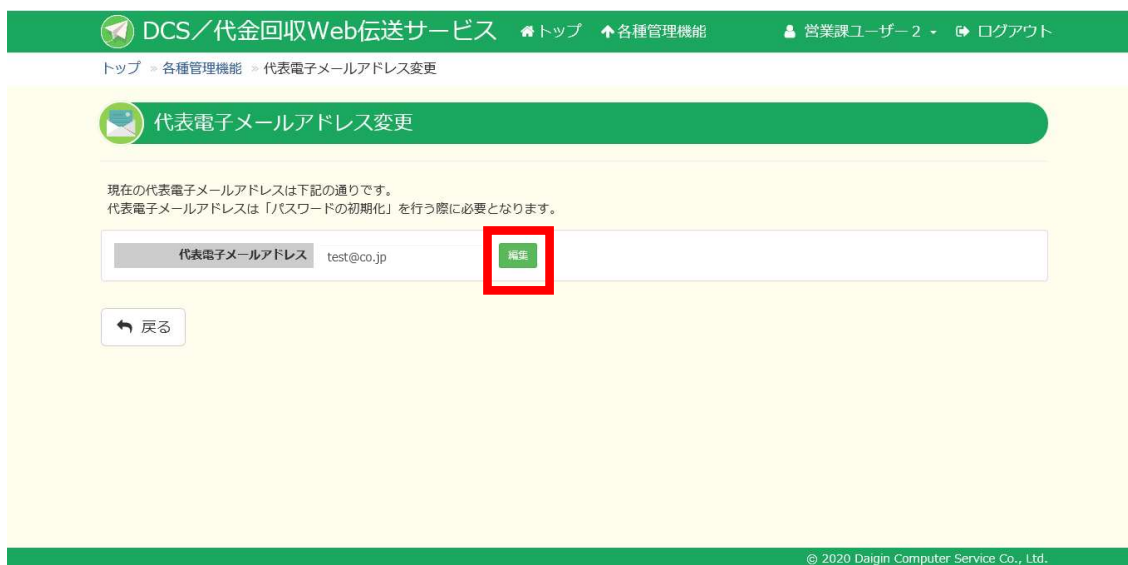 DCS／代金回収Web伝送サービス トップ 各種管理機能 営業課ユーザー２ ログアウト
トップ » 各種管理機能 » 代表電子メールアドレス変更
代表電子メールアドレス変更
現在の代表電子メールアドレスは下記の通りです。
代表電子メールアドレスは「パスワードの初期化」を行う際に必要となります。
代表電子メールアドレス test@co.jp 編集
戻る
© 2020 Daigin Computer Service Co., Ltd.